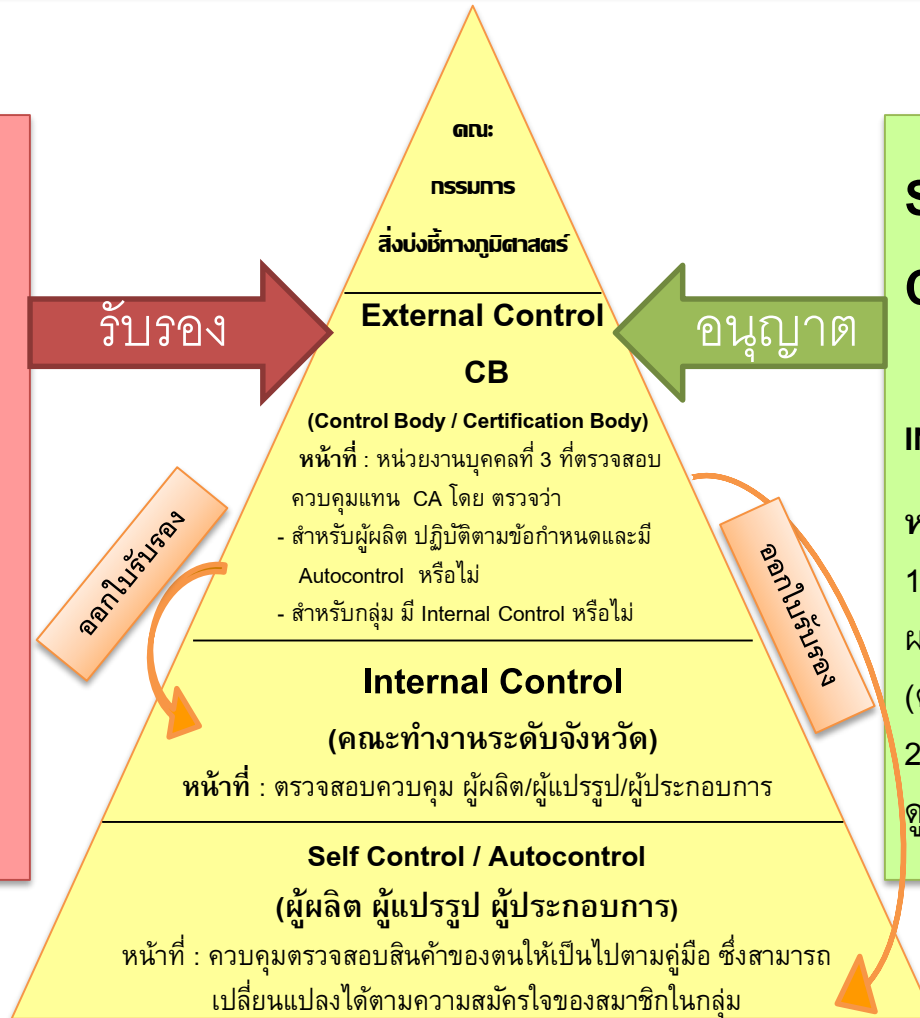 คณะ
กรรมการ
สิ่งบ่งชี้ทางภูมิศาสตร์
รับรอง
External Control
CB
(Control Body / Certification Body)
หน้าที่ : หน่วยงานบุคคลที่ 3 ที่ตรวจสอบ
ควบคุมแทน CA โดย ตรวจว่า
- สำหรับผู้ผลิต ปฏิบัติตามข้อกำหนดและมี
Autocontrol หรือไม่
- สำหรับกลุ่ม มี Internal Control หรือไม่
อนุญาต
ออกใบรับรอง
ออกใบรับรอง
Internal Control
(คณะทำงานระดับจังหวัด)
หน้าที่ : ตรวจสอบควบคุม ผู้ผลิต/ผู้แปรรูป/ผู้ประกอบการ
Self Control / Autocontrol
(ผู้ผลิต ผู้แปรรูป ผู้ประกอบการ)
หน้าที่ : ควบคุมตรวจสอบสินค้าของตนให้เป็นไปตามคู่มือ ซึ่งสามารถ
เปลี่ยนแปลงได้ตามความสมัครใจของสมาชิกในกลุ่ม
1
2